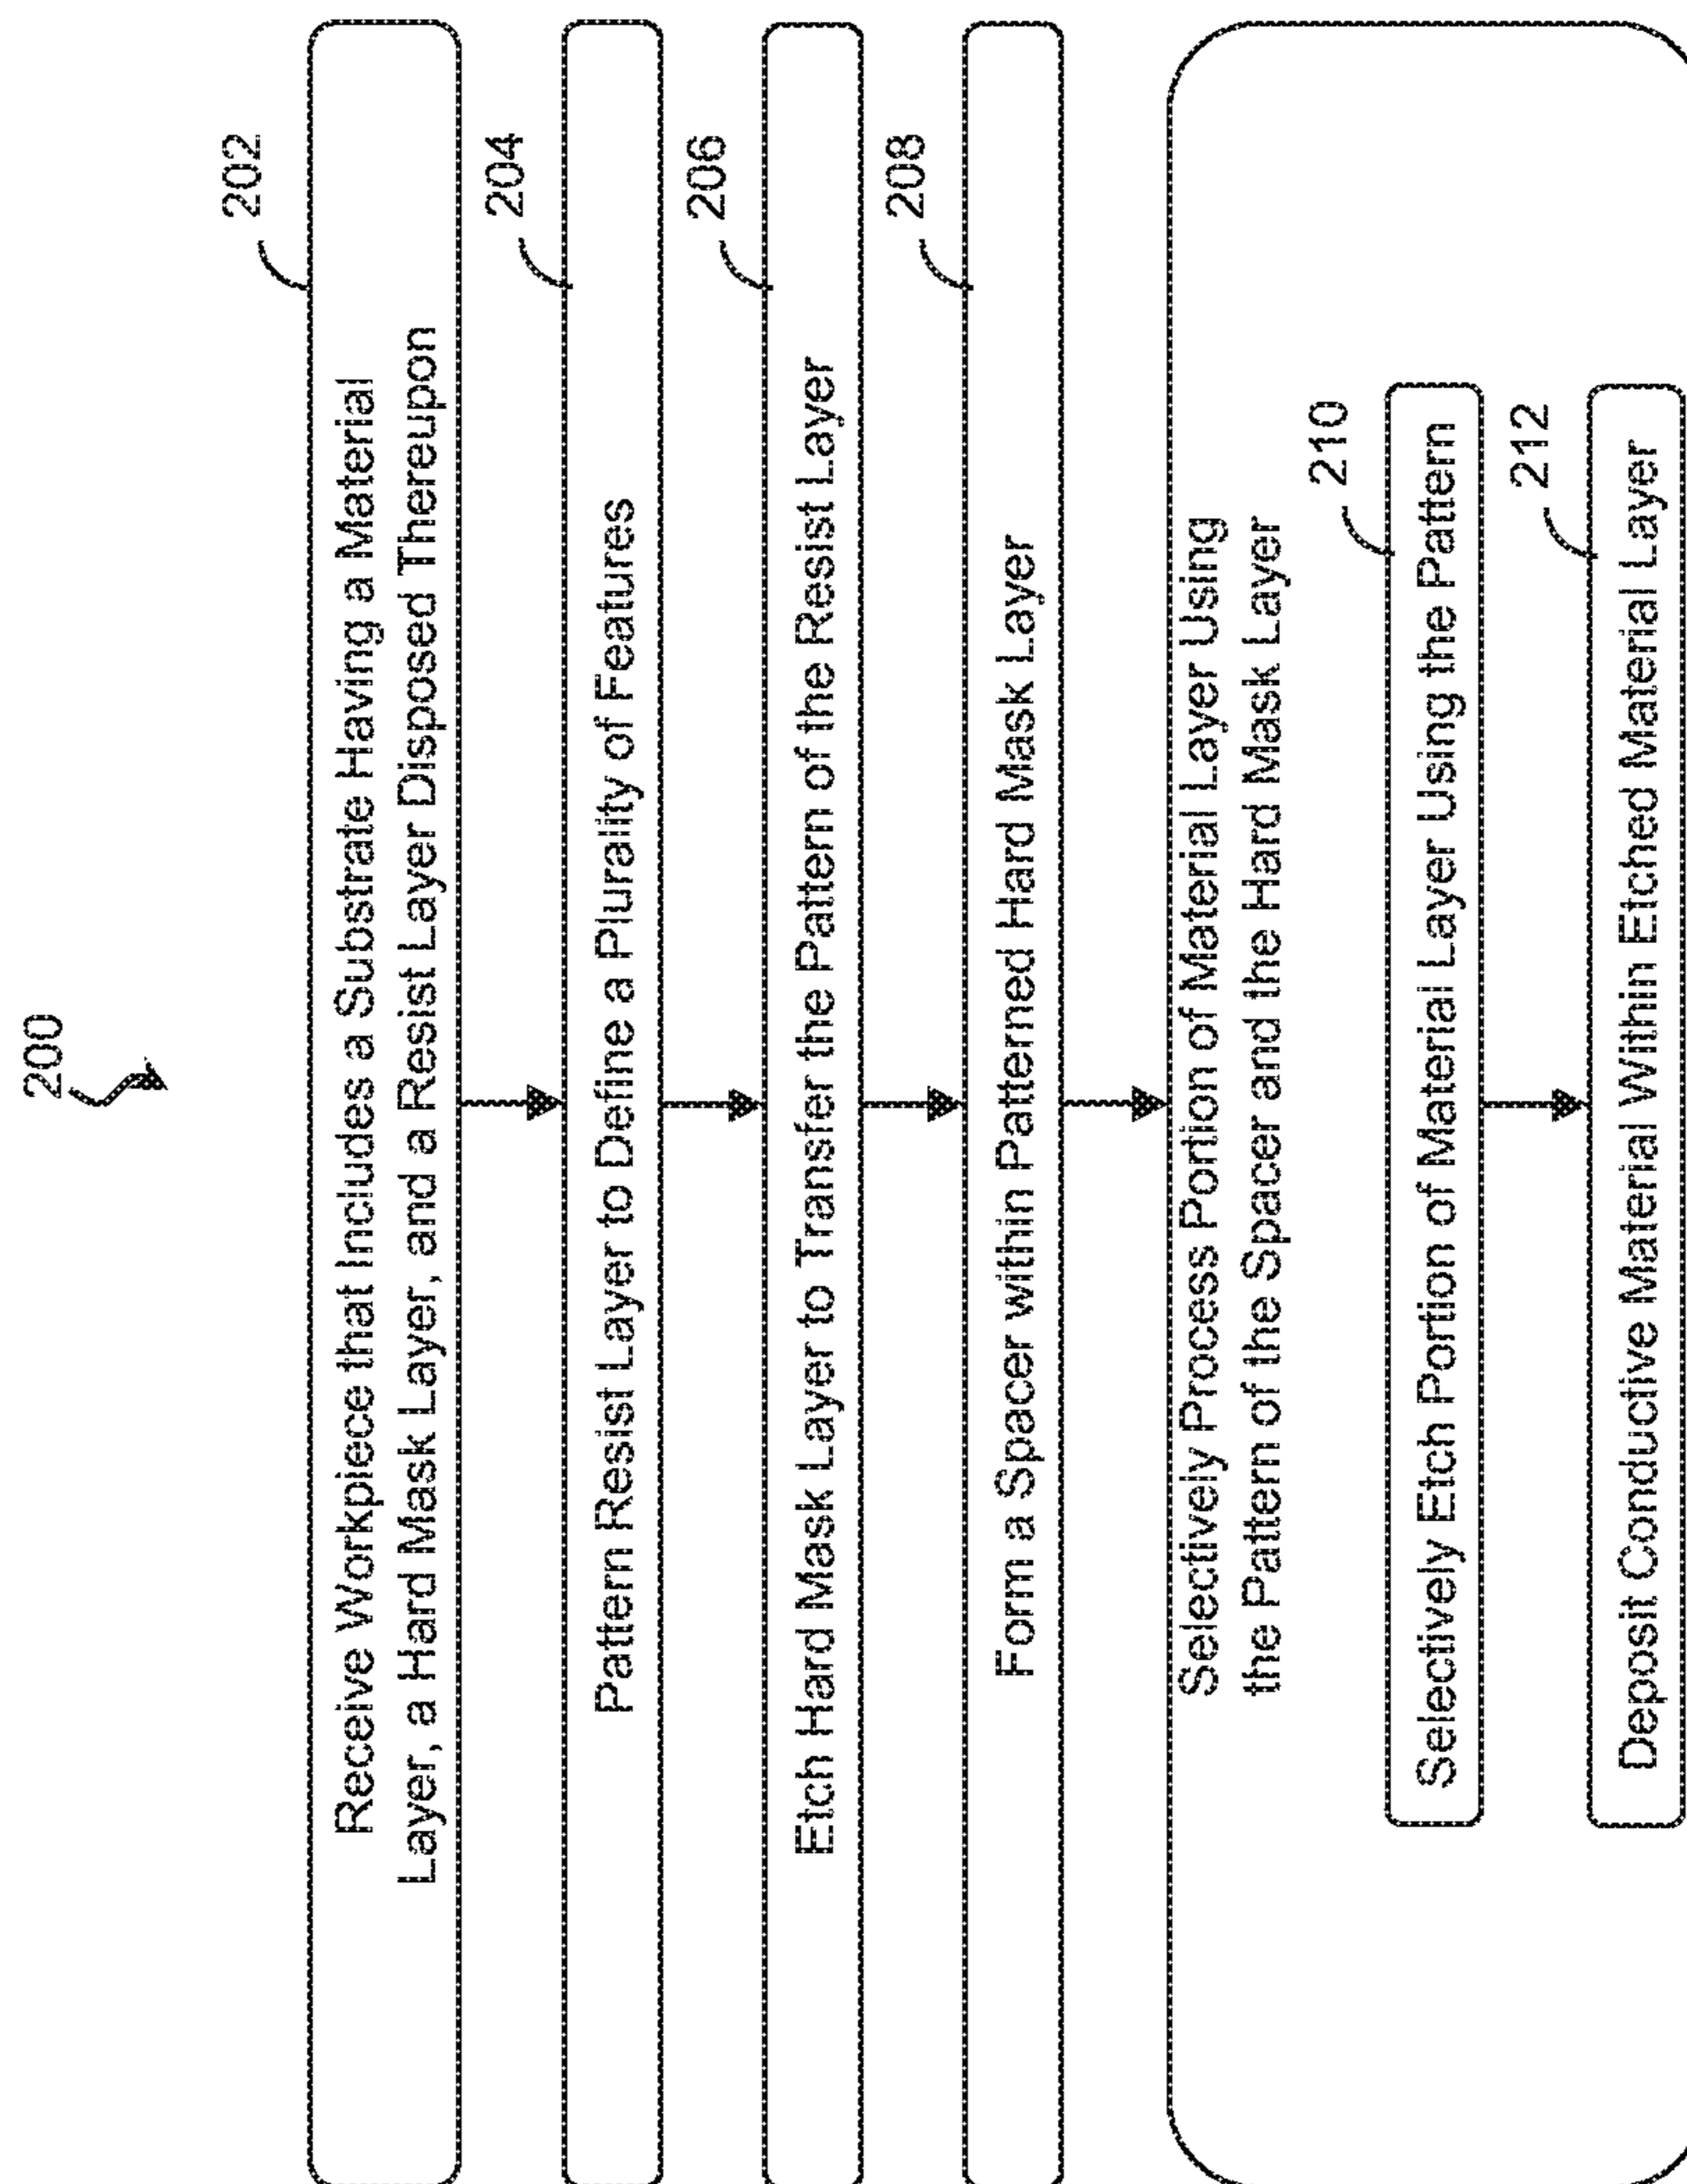 200
202
Receive Workpiece that Includes a Substrate Having a Material
Layer, a Hard Mask Layer, and a Resist Layer Disposed Thereupon
204
Pattern Resist Layer to Define a Plurality of Features
206
Etch Hard Mask Layer to Transfer the Pattern of the Resist Layer
208
Form a Spacer within Patterned Hard Mask Layer
Selectively Process Portion of Material Layer Using
the Pattern of the Spacer and the Hard Mask Layer
210
Selectively Etch Portion of Material Layer Using the Pattern
212
Deposit Conductive Material Within Etched Material Layer